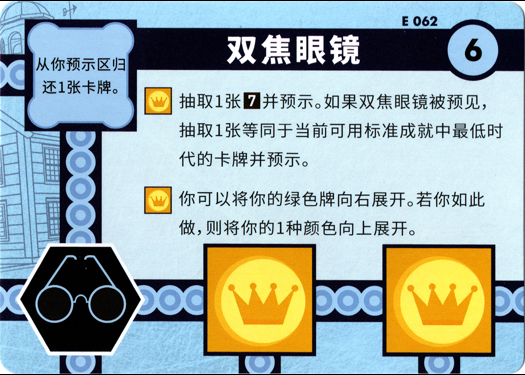 E 062
双焦眼镜
6
从你预示区归
还1张卡牌。
抽取1张7并预示。如果双焦眼镜被预见，
抽取1张等同于当前可用标准成就中最低时
代的卡牌并预示。
你可以将你的绿色牌向右展开。若你如此
做，则将你的1种颜色向上展开。